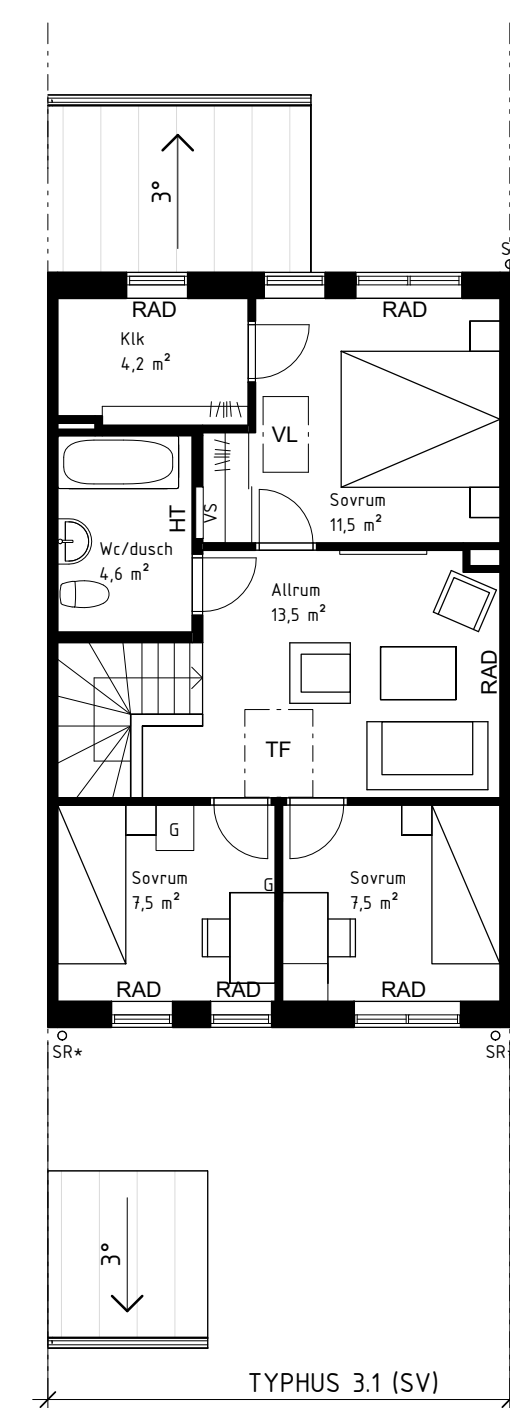 3°
S
RAD
RAD
Klk
4,2 m²
VL
Sovrum
11,5 m²
HT
VS
Wc/dusch
4,6 m²
Allrum
13,5 m²
RAD
TF
G
Sovrum
7,5 m²
G
Sovrum
7,5 m²
RAD
RAD
RAD
SR*
SR
3°
TYPHUS 3.1 (SV)